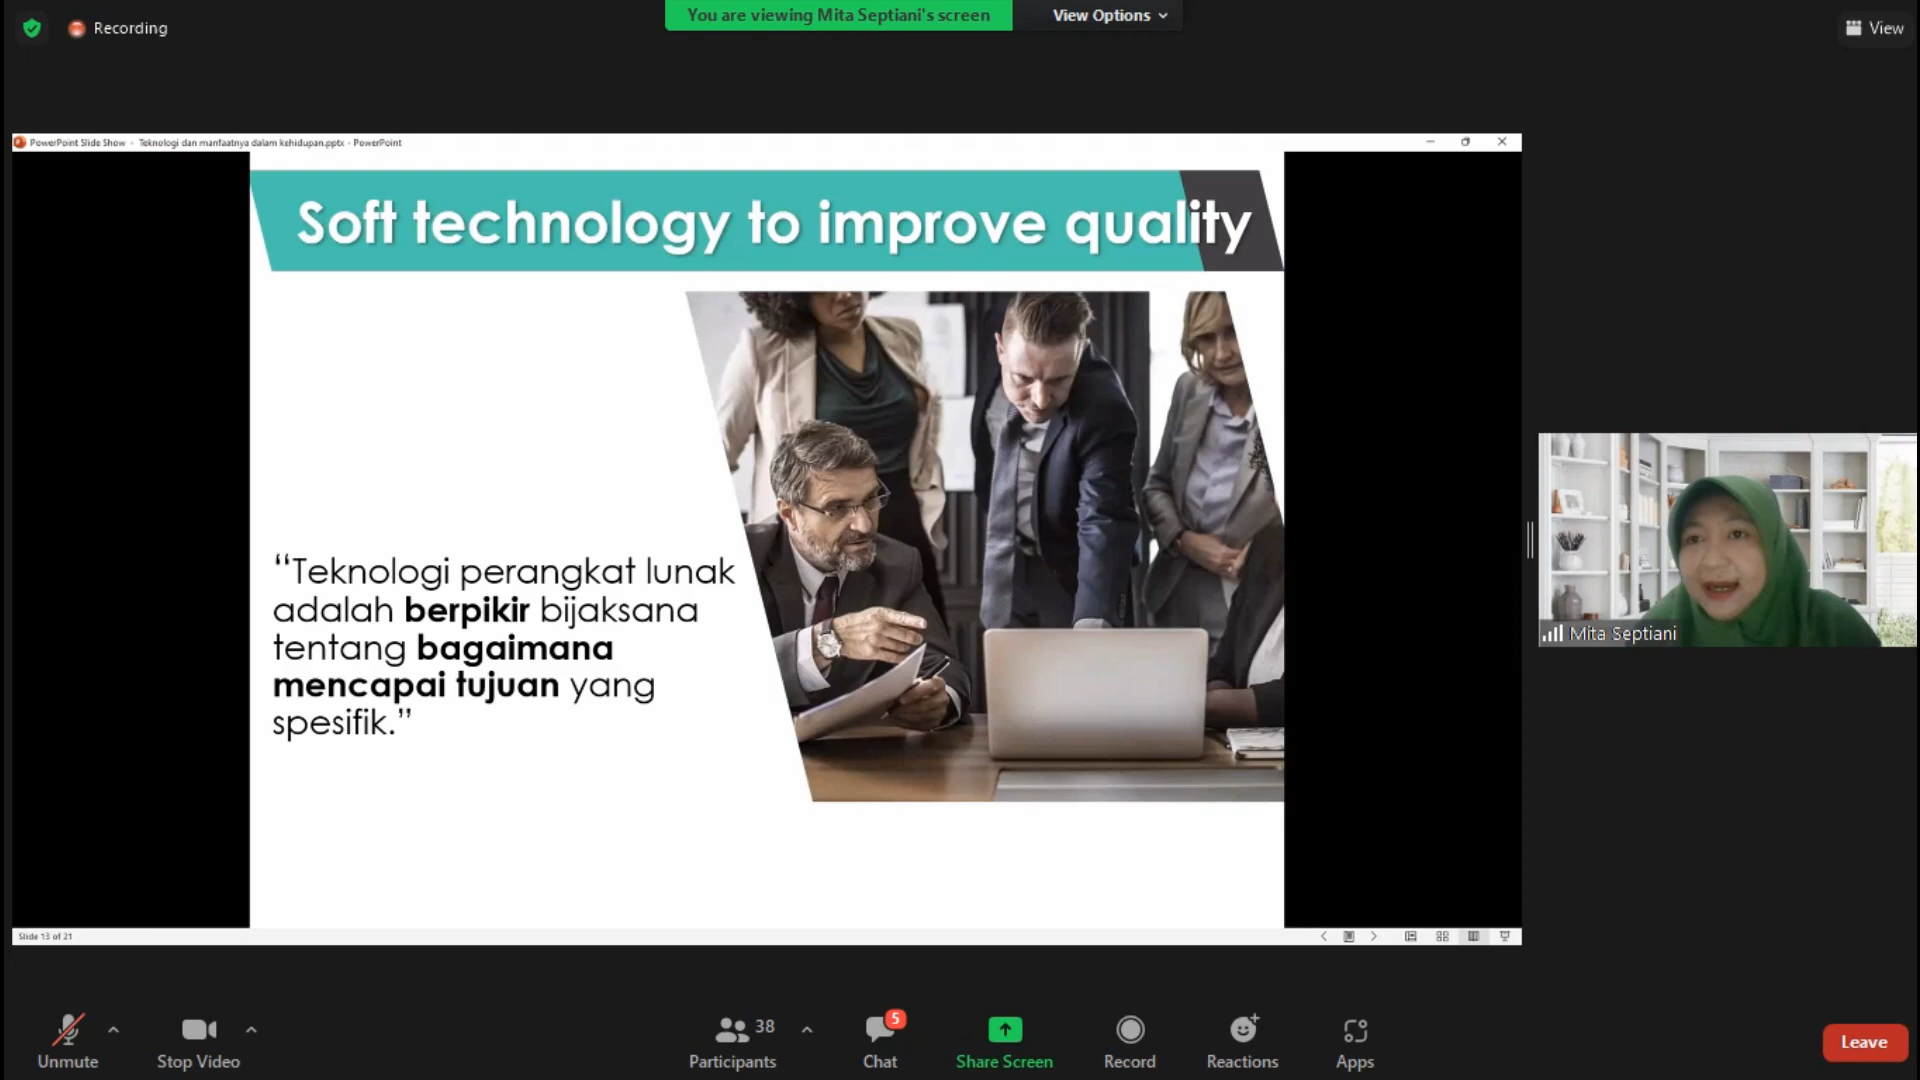 You are viewing Mita Septiani's screen
View Options
Recording
View
PowerPoint Slide Show - Teknologi dan manfaatnya dalam kehidupan.pptx - PowerPoint
Soft technology to improve quality
“Teknologi perangkat lunak
adalah berpikir bijaksana
tentang bagaimana
mencapai tujuan yang
spesifik.”
Mita Septiani
Slide 13 of 21
Unmute
Stop Video
Participants
38
Chat
5
Share Screen
Record
Reactions
Apps
Leave